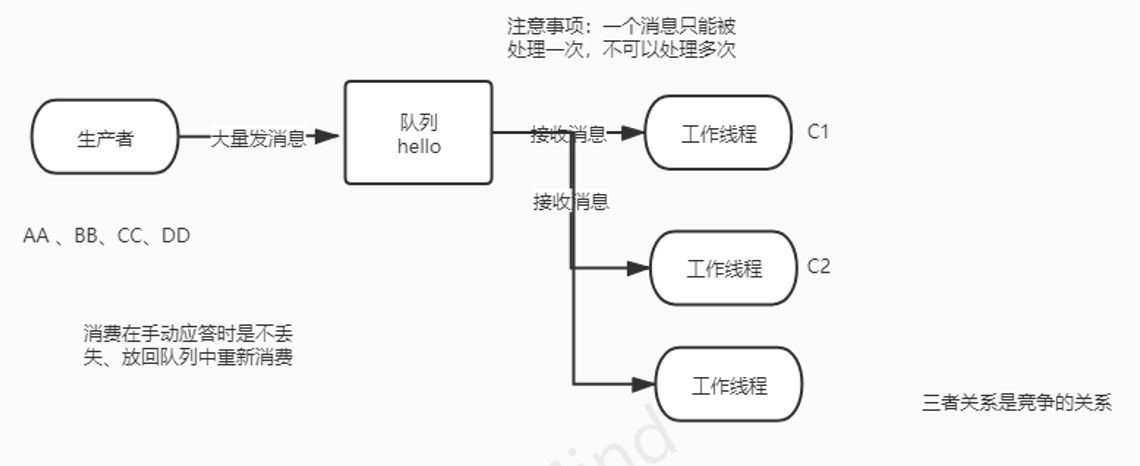 注意事项：一个消息只能被
处理一次，不可以处理多次
生产者
大量发消息
队列
hello
接收消息
工作线程
C1
接收消息
AA 、BB、CC、DD
工作线程
C2
消费在手动应答时是不丢
失、放回队列中重新消费
工作线程
三者关系是竞争的关系